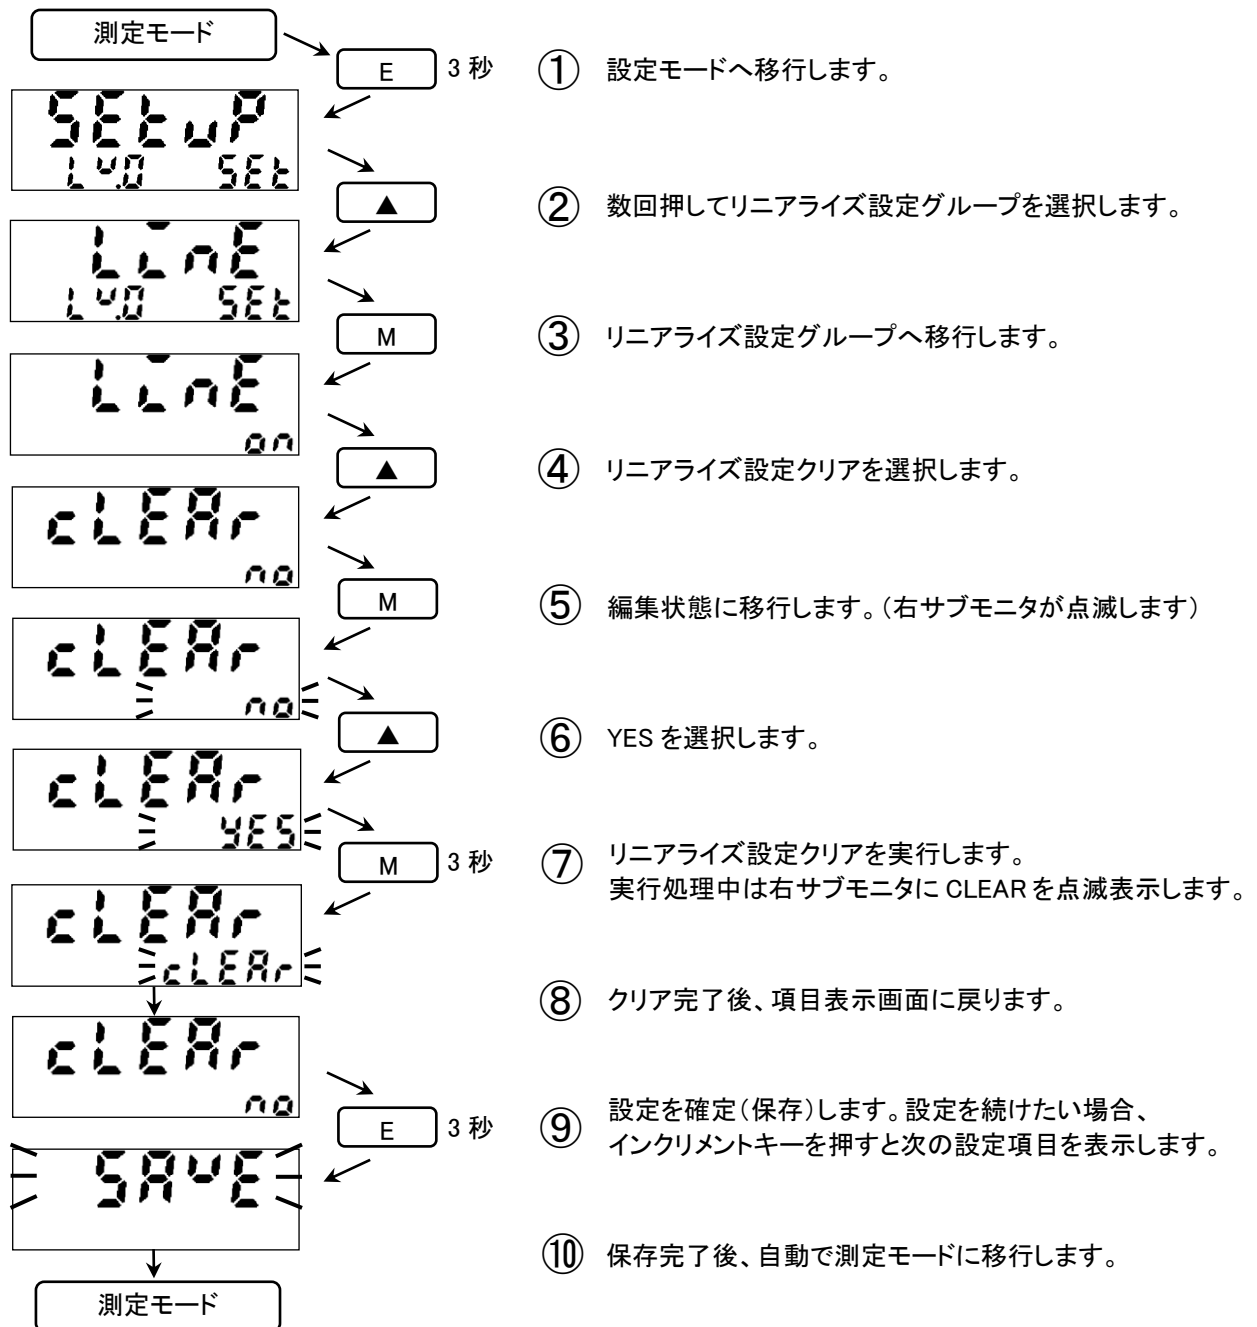 測定モード
E 3 秒 ① 設定モードへ移行します。
SEtuP
Lv.0 SEt
▲ ② 数回押してリニアライズ設定グループを選択します。
LinE
Lv.0 SEt
M ③ リニアライズ設定グループへ移行します。
LinE
on
▲ ④ リニアライズ設定クリアを選択します。
cLEAr
no
M ⑤ 編集状態に移行します。(右サブモニタが点滅します)
cLEAr
no
▲ ⑥ YES を選択します。
cLEAr
YES
M 3 秒 ⑦ リニアライズ設定クリアを実行します。
実行処理中は右サブモニタに CLEAR を点滅表示します。
cLEAr
cLEAr
⑧ クリア完了後、項目表示画面に戻ります。
cLEAr
no
E 3 秒 ⑨ 設定を確定(保存)します。設定を続けたい場合、
インクリメントキーを押すと次の設定項目を表示します。
SAvE
⑩ 保存完了後、自動で測定モードに移行します。
測定モード